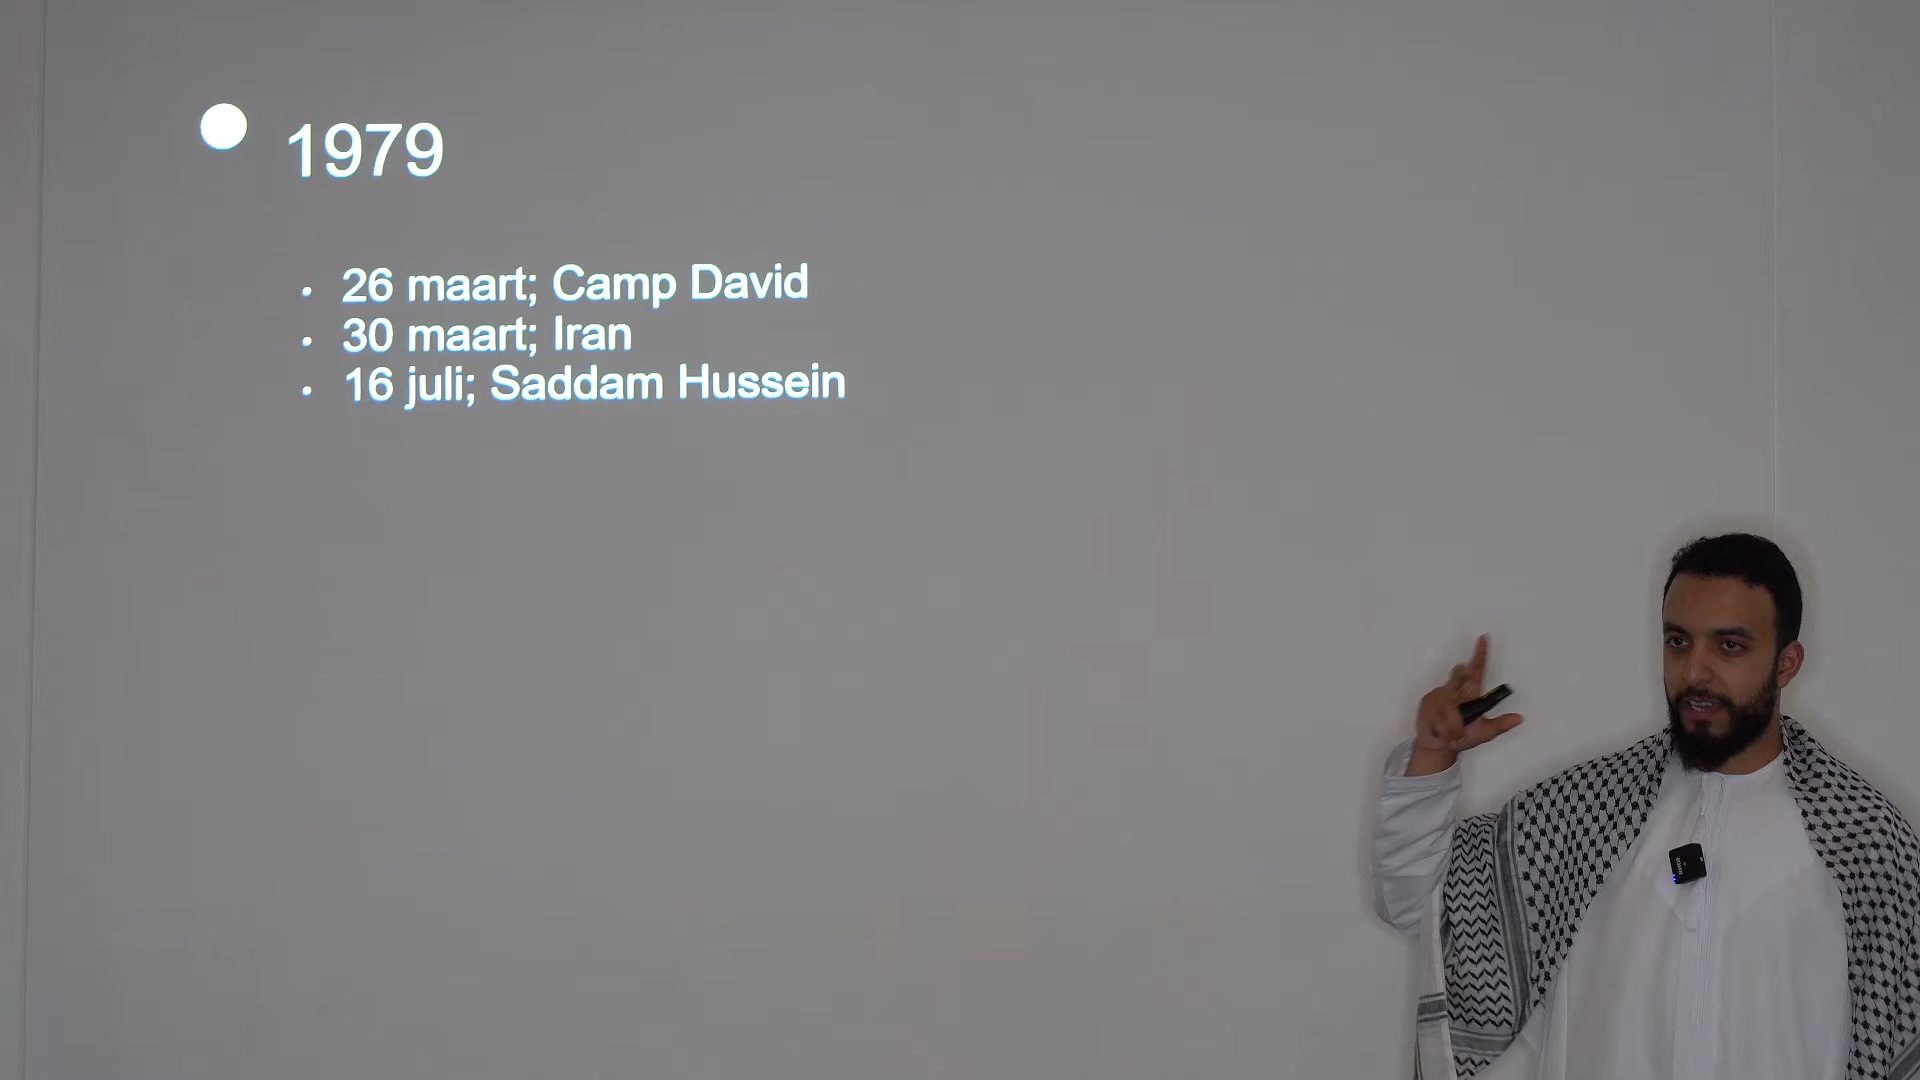 1979
• 26 maart; Camp David
• 30 maart; Iran
• 16 juli; Saddam Hussein